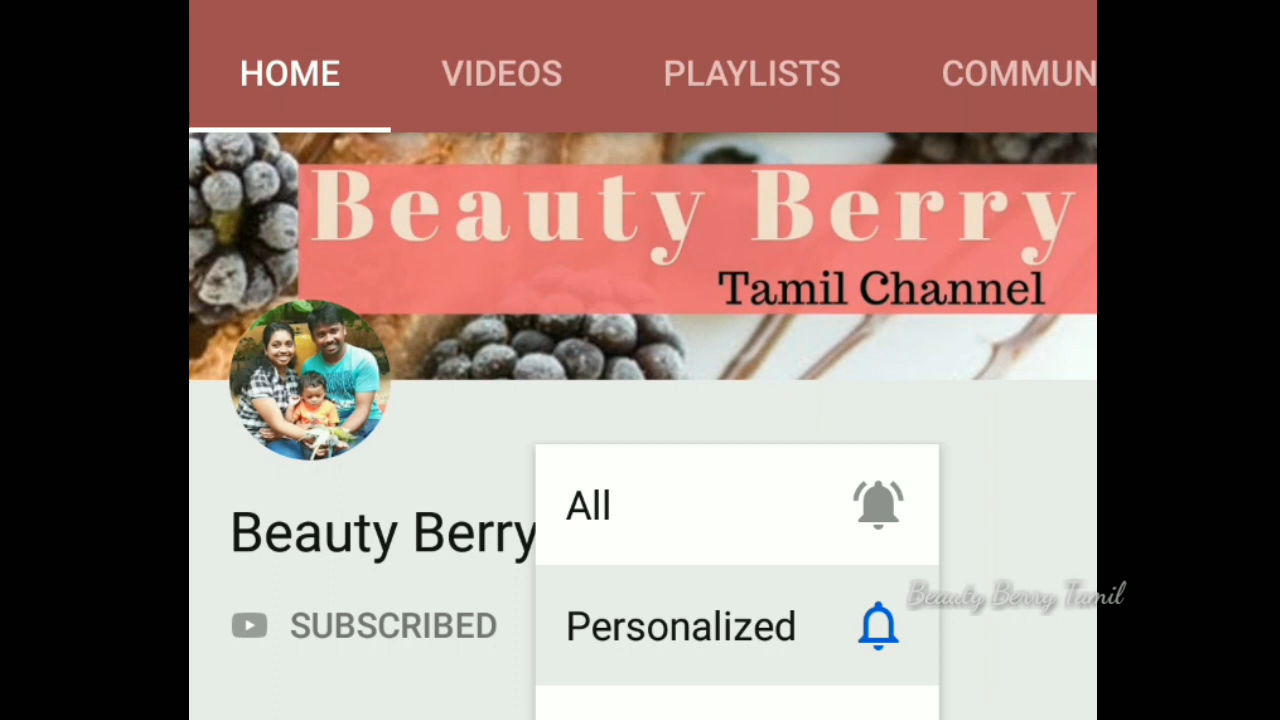 HOME VIDEOS PLAYLISTS COMMUN
Beauty Berry
Tamil Channel
All
Beauty Berry
Personalized
SUBSCRIBED
Beauty Berry Tamil